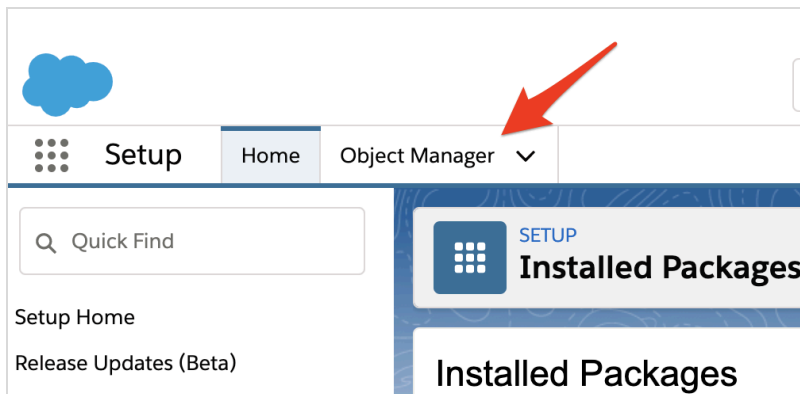 Setup
Home
Object Manager
Quick Find
SETUP
Installed Packages
Setup Home
Release Updates (Beta)
Installed Packages